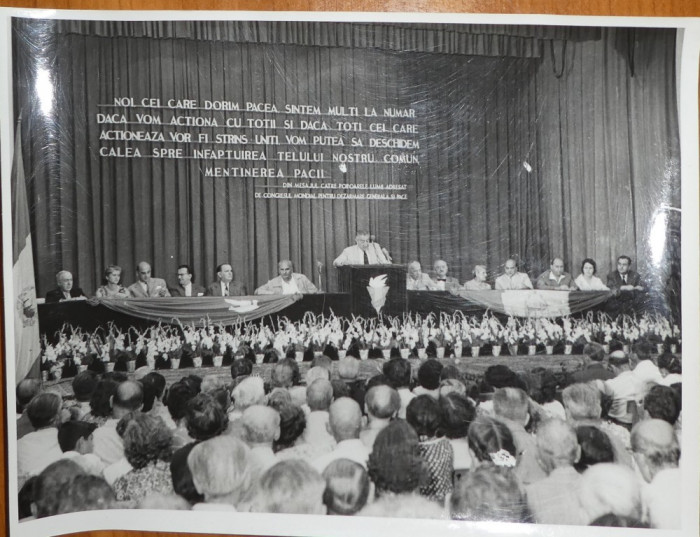 NOI CEI CARE DORIM PACEA SINTEM MULTI LA NUMAR
DACA VOM ACTIONA CU TOTII SI DACA TOTI CEI CARE
ACTIONEAZA VOR FI STRINS UNITI VOM PUTEA SA DESCHIDEM
CALEA SPRE INFAPTUIREA TELULUI NOSTRU COMUN
MENTINEREA PACII
DIN MESAJUL CATRE POPOARELE LUMII ADRESAT
DE CONGRESUL MONDIAL PENTRU DEZARMARE GENERALA SI PACE